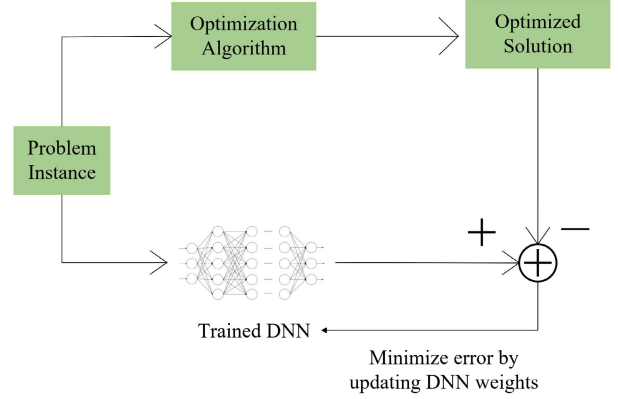 Optimization
Algorithm
Optimized
Solution
Problem
Instance
+ −
+
Trained DNN
Minimize error by
updating DNN weights